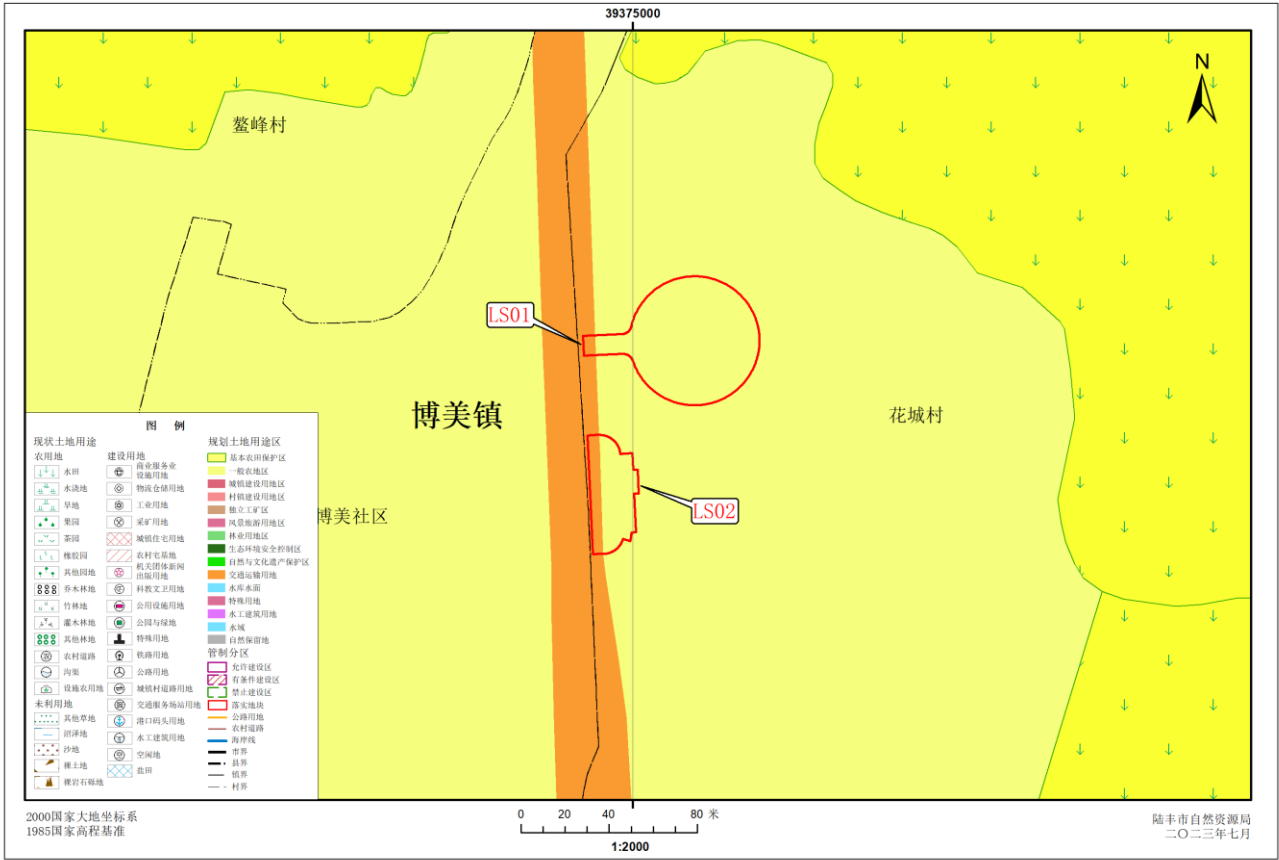 39375000
N
鳌峰村
LS01
博美镇
花城村
LS02
博美社区
图 例
现状土地用途
农用地
水田
水浇地
旱地
果园
茶园
橡胶园
其他园地
乔木林地
竹林地
灌木林地
其他林地
农村道路
沟渠
设施农用地
未利用地
其他草地
沼泽地
沙地
裸土地
裸岩石砾地
建设用地
商业服务业
设施用地
物流仓储用地
工业用地
采矿用地
城镇住宅用地
农村宅基地
机关团体新闻
出版用地
科教文卫用地
公用设施用地
公园与绿地
特殊用地
铁路用地
公路用地
城镇村道路用地
交通服务场站用地
港口码头用地
水工建筑用地
空闲地
盐田
规划土地用途区
基本农田保护区
一般农地区
城镇建设用地区
村镇建设用地区
独立工矿区
风景旅游用地区
林业用地区
生态环境安全控制区
自然与文化遗产保护区
交通运输用地
水库水面
特殊用地
水工建筑用地
水域
自然保留地
管制分区
允许建设区
有条件建设区
禁止建设区
落实地块
公路用地
农村道路
海岸线
市界
县界
镇界
村界
2000国家大地坐标系
1985国家高程基准
0 20 40 80 米
1:2000
陆丰市自然资源局
二〇二三年七月